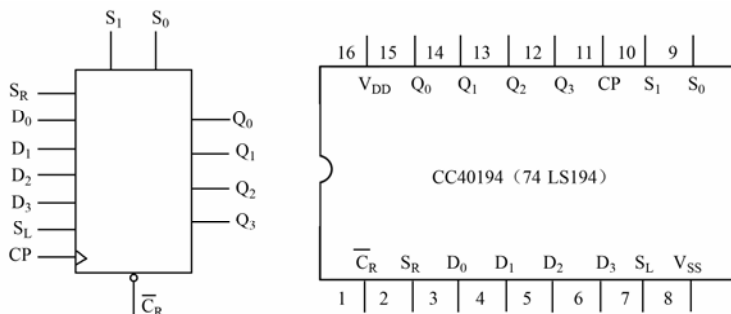 S1 S0
SR
D0
D1
D2
D3
SL
CP
Q0
Q1
Q2
Q3
C̅R
16 15 14 13 12 11 10 9
VDD Q0 Q1 Q2 Q3 CP S1 S0
CC40194（74 LS194）
C̅R SR D0 D1 D2 D3 SL VSS
1 2 3 4 5 6 7 8